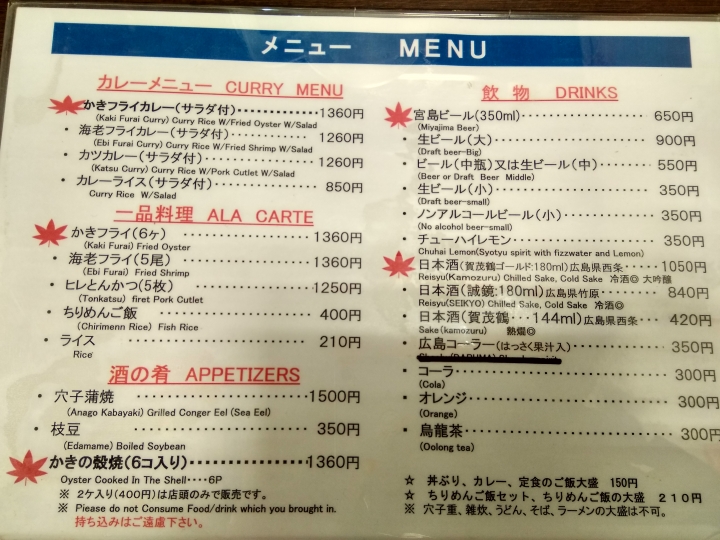 メニュー MENU
カレーメニュー CURRY MENU
かきフライカレー(サラダ付)・・・・・・・・・・・・・1360円
(Kaki Furai Curry) Curry Rice W/Fried Oyster W/Salad
・ 海老フライカレー(サラダ付)・・・・・・・・・・・・1260円
(Ebi Furai Curry) Curry Rice W/Fried Shrimp W/Salad
・ カツカレー(サラダ付)・・・・・・・・・・・・・・1260円
(Katsu Curry) Curry Rice W/Pork Cutlet W/Salad
・ カレーライス(サラダ付)・・・・・・・・・・・・・850円
Curry Rice W/Salad
一品料理 ALA CARTE
かきフライ(6ヶ)・・・・・・・・・・・・・・1360円
(Kaki Furai) Fried Oyster
・ 海老フライ(5尾)・・・・・・・・・・・・・・1360円
(Ebi Furai) Fried Shrimp
・ ヒレとんかつ(5枚)・・・・・・・・・・・・・1250円
(Tonkatsu) firet Pork Cutlet
・ ちりめんご飯・・・・・・・・・・・・・・・400円
(Chirimenn Rice) Fish Rice
・ ライス・・・・・・・・・・・・・・・・・210円
Rice
酒の肴 APPETIZERS
・ 穴子蒲焼・・・・・・・・・・・・・・・・1500円
(Anago Kabayaki) Grilled Conger Eel (Sea Eel)
・ 枝豆・・・・・・・・・・・・・・・・・・350円
(Edamame) Boiled Soybean
かきの殻焼(6コ入り)・・・・・・・・・・・・・1360円
Oyster Cooked In The Shell・・・・6P
※ 2ケ入り(400円)は店頭のみで販売です。
※ Please do not Consume Food/drink which you brought in.
持ち込みはご遠慮下さい。
飲物 DRINKS
宮島ビール(350ml)・・・・・・・・・・・・・650円
(Miyajima Beer)
・ 生ビール(大)・・・・・・・・・・・・・・・900円
(Draft beer-Big)
・ ビール(中瓶)又は生ビール(中)・・・・・・・550円
(Beer or Draft Beer Middle)
・ 生ビール(小)・・・・・・・・・・・・・・・350円
(Draft beer-small)
・ ノンアルコールビール(小)・・・・・・・・・・350円
(No alcohol beer-small)
・ チューハイレモン・・・・・・・・・・・・・・350円
Chuhai Lemon(Syotyu spirit with fizzwater and Lemon)
日本酒(賀茂鶴ゴールド:180ml)広島県西条・・・・1050円
Reisyu(Kamozuru) Chilled Sake, Cold Sake 冷酒◎ 大吟醸
・ 日本酒(誠鏡:180ml)広島県竹原・・・・・・・840円
Reisyu(SEIKYO) Chilled Sake, Cold Sake 冷酒◎
・ 日本酒(賀茂鶴・・・144ml)広島県西条・・・・420円
Sake(kamozuru) 熱燗◎
・ 広島コーラー(はっさく果汁入)・・・・・・・・350円
・ コーラ・・・・・・・・・・・・・・・・・300円
(Cola)
・ オレンジ・・・・・・・・・・・・・・・・300円
(Orange)
・ 烏龍茶・・・・・・・・・・・・・・・・・300円
(Oolong tea)
☆ 丼ぶり、カレー、定食のご飯大盛 150円
☆ ちりめんご飯セット、ちりめんご飯の大盛 210円
※ 穴子重、雑炊、うどん、そば、ラーメンの大盛は不可。